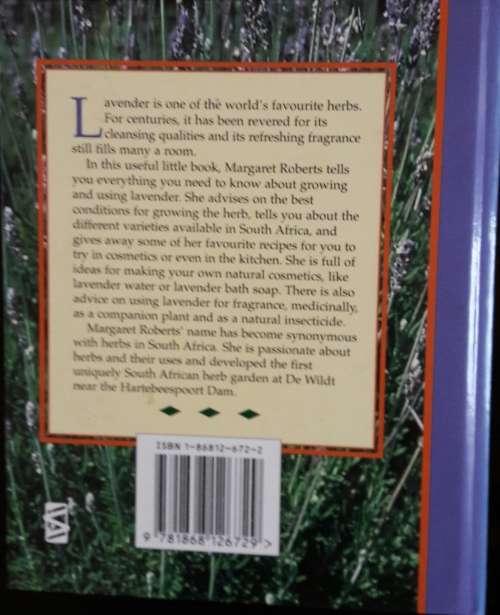 Lavender is one of the world's favourite herbs.
For centuries, it has been revered for its
cleansing qualities and its refreshing fragrance
still fills many a room.
In this useful little book, Margaret Roberts tells
you everything you need to know about growing
and using lavender. She advises on the best
conditions for growing the herb, tells you about the
different varieties available in South Africa, and
gives away some of her favourite recipes for you to
try in cosmetics or even in the kitchen. She is full of
ideas for making your own natural cosmetics, like
lavender water or lavender bath soap. There is also
advice on using lavender for fragrance, medicinally,
as a companion plant and as a natural insecticide.
Margaret Roberts' name has become synonymous
with herbs in South Africa. She is passionate about
herbs and their uses and developed the first
uniquely South African herb garden at De Wildt
near the Hartebeespoort Dam.
ISBN 1-86812-672-2
9 781868 126729 >